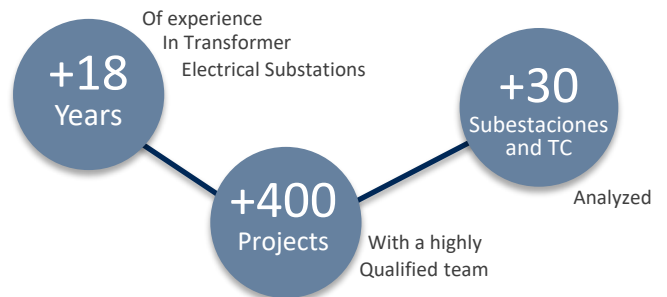 +18
Years
Of experience
In Transformer
Electrical Substations
+400
Projects
With a highly
Qualified team
+30
Subestaciones
and TC
Analyzed